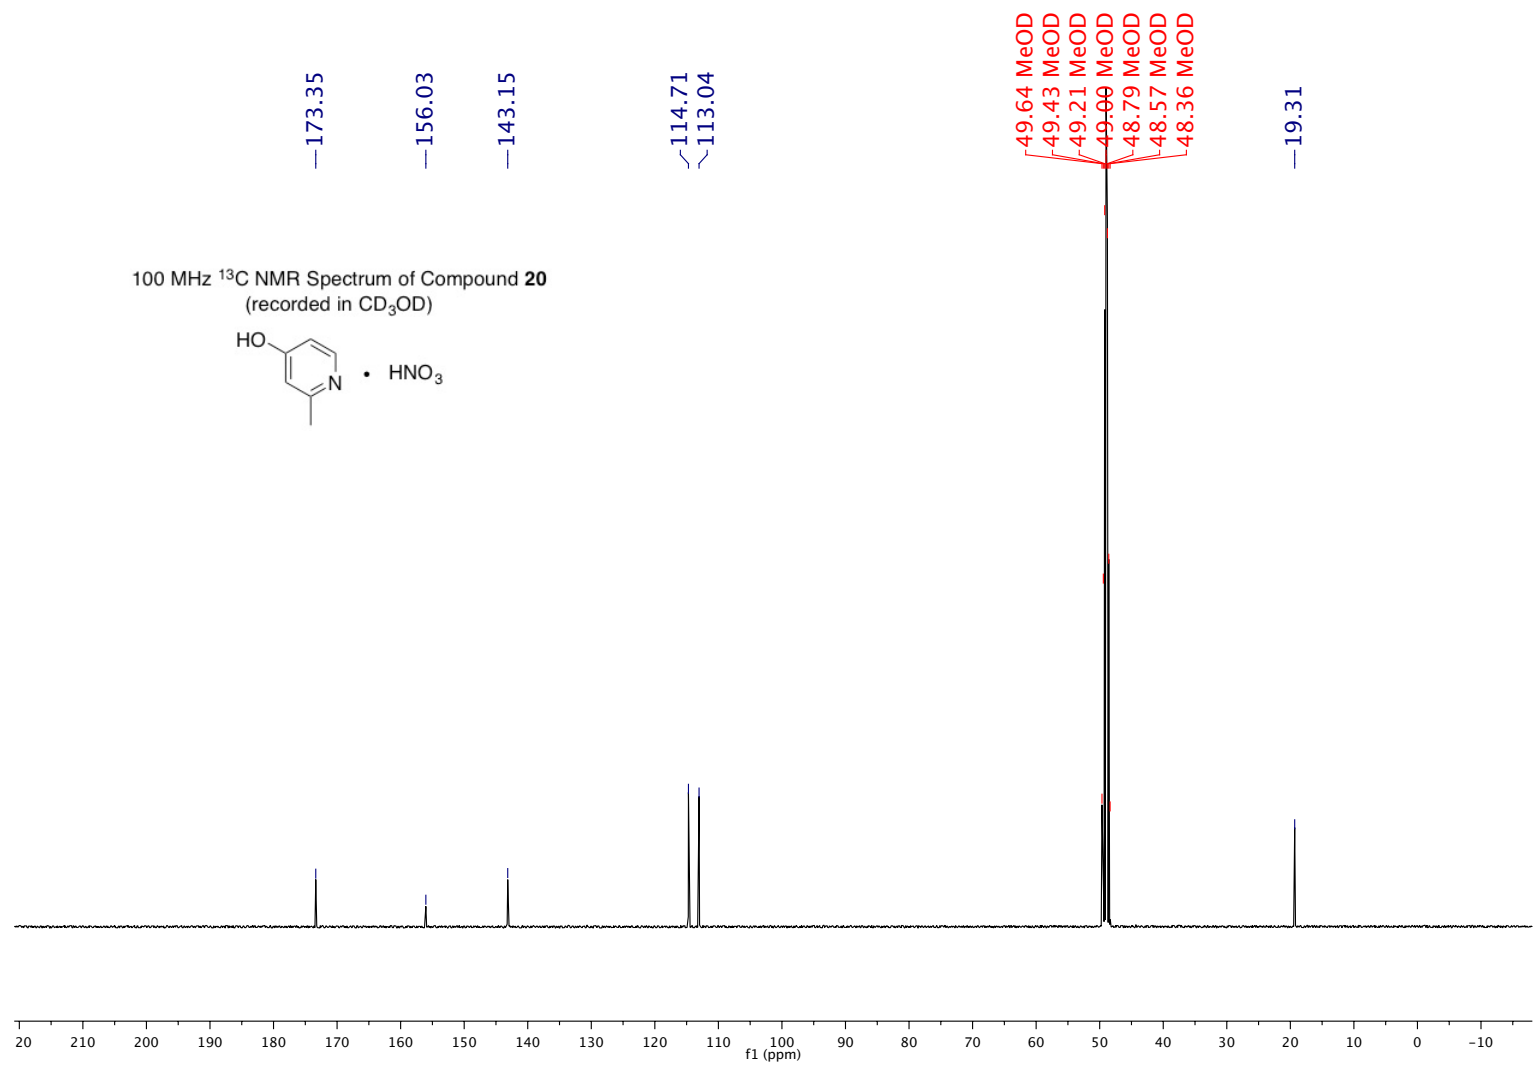 173.35
156.03
143.15
114.71
113.04
49.64 MeOD
49.43 MeOD
49.21 MeOD
49.00 MeOD
48.79 MeOD
48.57 MeOD
48.36 MeOD
19.31
100 MHz ¹³C NMR Spectrum of Compound 20
(recorded in CD₃OD)
HO
N • HNO₃
20 210 200 190 180 170 160 150 140 130 120 110 100 90 80 70 60 50 40 30 20 10 0 −10
f1 (ppm)